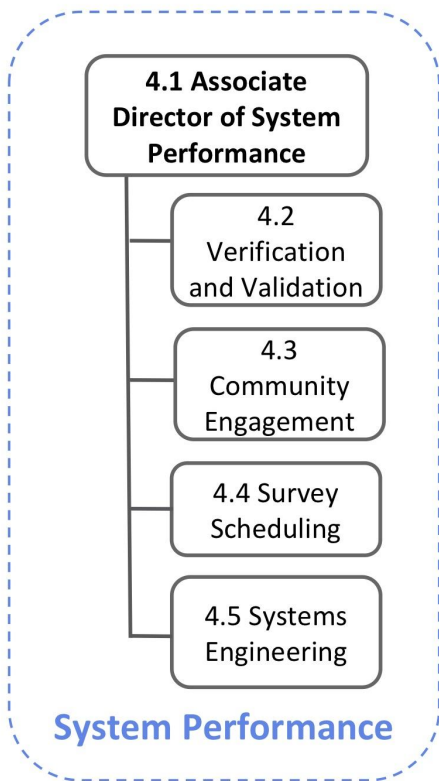 4.1 Associate
Director of System
Performance
4.2
Verification
and Validation
4.3
Community
Engagement
4.4 Survey
Scheduling
4.5 Systems
Engineering
System Performance